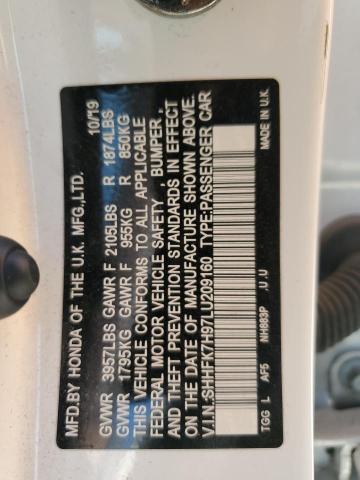 MFD.BY HONDA OF THE U.K. MFG.,LTD. 10/19
GVWR 3957LBS GAWR F 2105LBS R 1874LBS
GVWR 1795KG GAWR F 955KG R 850KG
THIS VEHICLE CONFORMS TO ALL APPLICABLE
FEDERAL MOTOR VEHICLE SAFETY , BUMPER ,
AND THEFT PREVENTION STANDARDS IN EFFECT
ON THE DATE OF MANUFACTURE SHOWN ABOVE.
V.I.N.:SHHFK7H97LU209160 TYPE:PASSENGER CAR
NH883P .U .U MADE IN U.K.
TGG L AF5